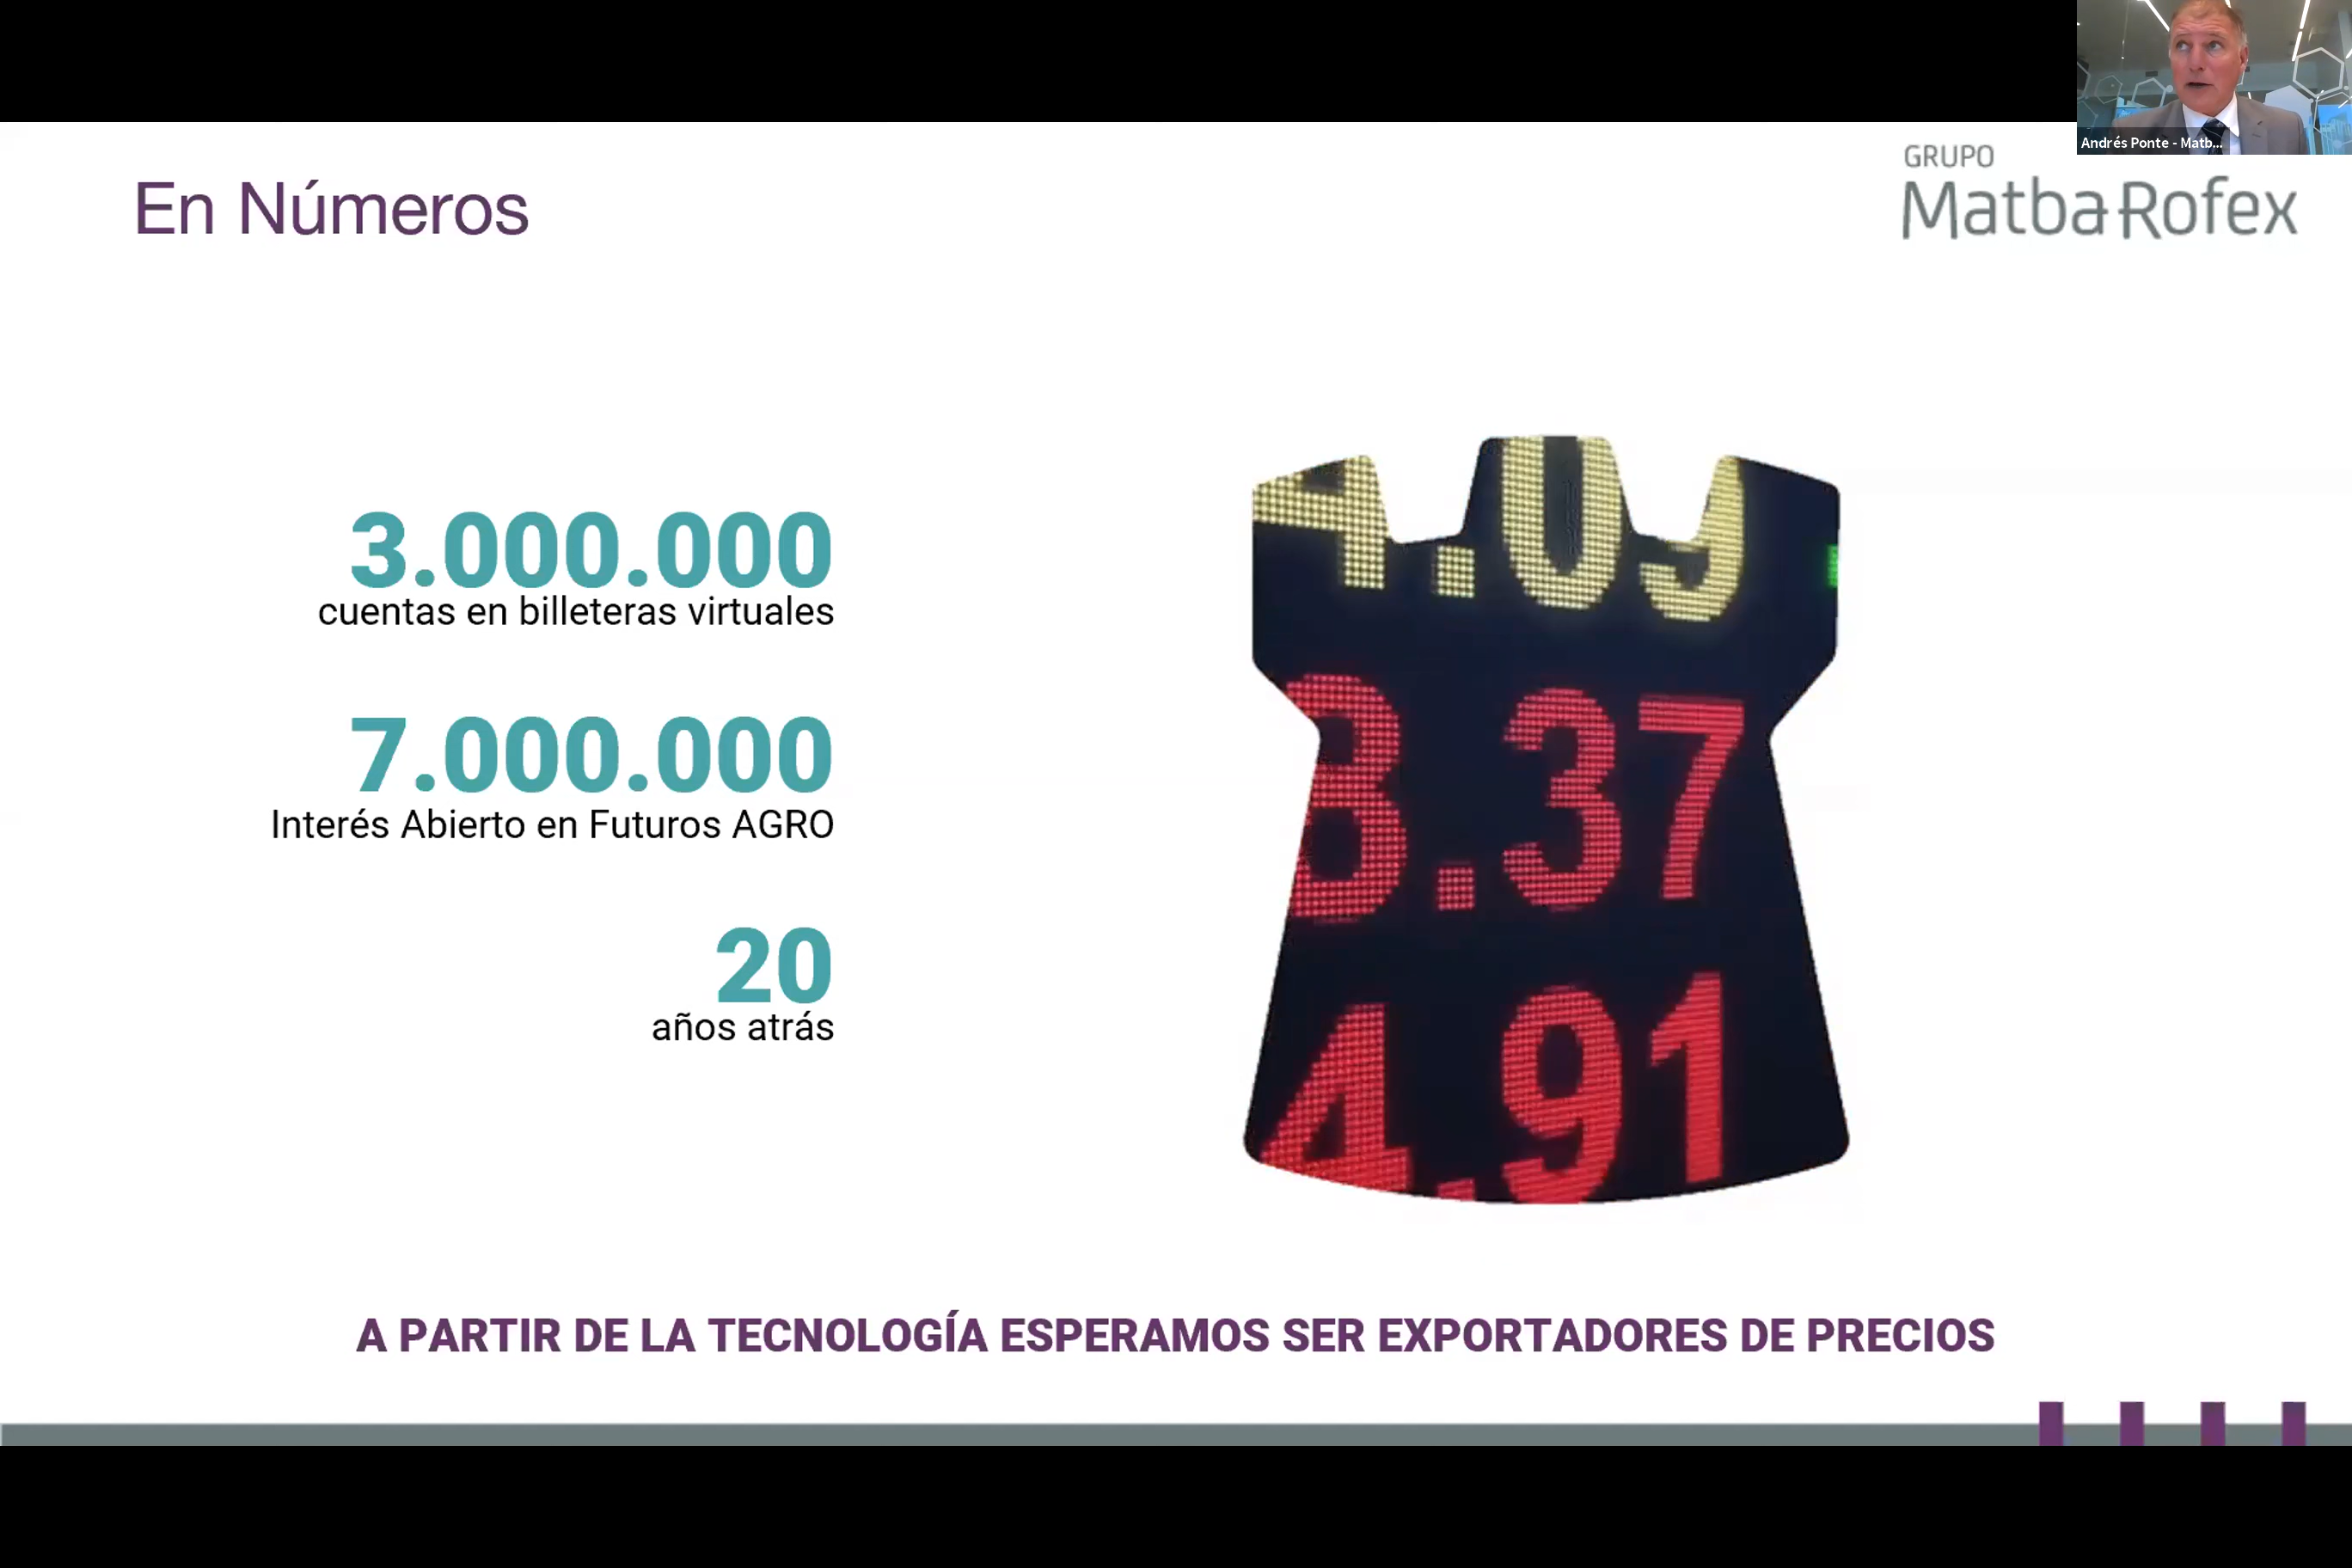 Andrés Ponte - Matb...
En Números
GRUPO
MatbaRofex
3.000.000
cuentas en billeteras virtuales
7.000.000
Interés Abierto en Futuros AGRO
20
años atrás
4.09
3.37
4.91
A PARTIR DE LA TECNOLOGÍA ESPERAMOS SER EXPORTADORES DE PRECIOS